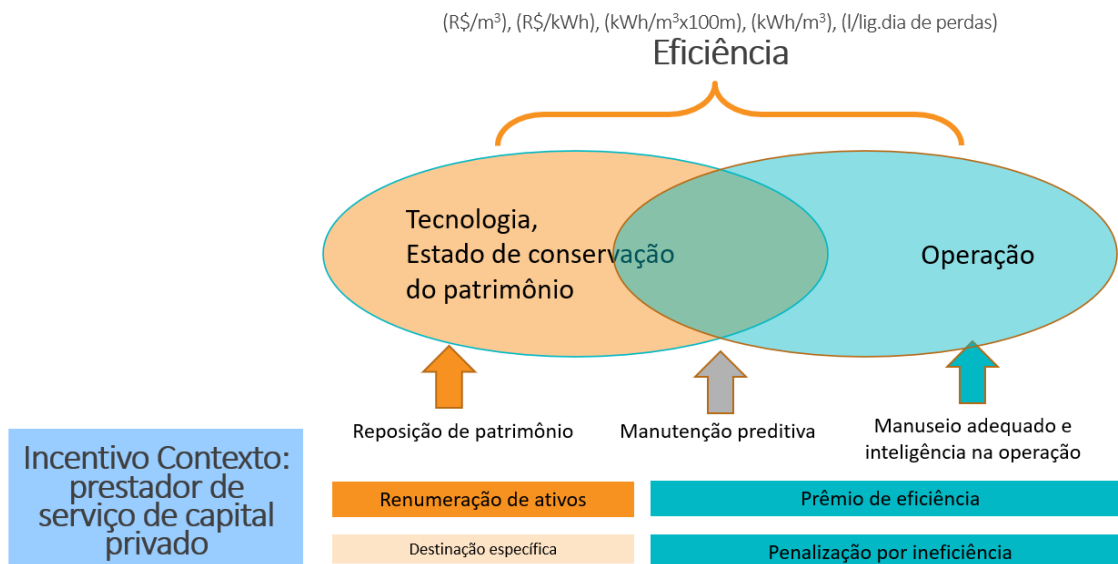 (R$/m³), (R$/kWh), (kWh/m³x100m), (kWh/m³), (l/lig.dia de perdas)
Eficiência
Tecnologia,
Estado de conservação
do patrimônio
Operação
Reposição de patrimônio
Manutenção preditiva
Manuseio adequado e
inteligência na operação
Incentivo Contexto:
prestador de
serviço de capital
privado
Renumeração de ativos
Prêmio de eficiência
Destinação específica
Penalização por ineficiência